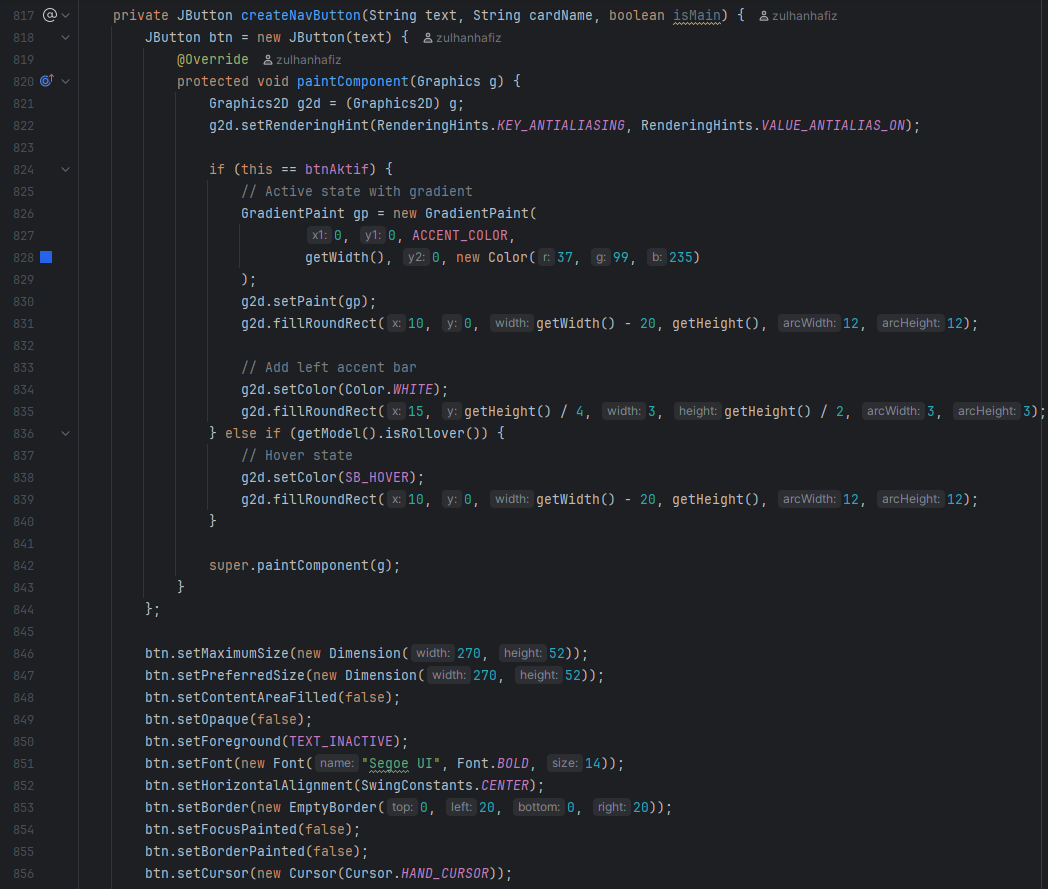 817 private JButton createNavButton(String text, String cardName, boolean isMain) { zulhanhafiz
818 JButton btn = new JButton(text) { zulhanhafiz
819 @Override zulhanhafiz
820 protected void paintComponent(Graphics g) {
821 Graphics2D g2d = (Graphics2D) g;
822 g2d.setRenderingHint(RenderingHints.KEY_ANTIALIASING, RenderingHints.VALUE_ANTIALIAS_ON);
823
824 if (this == btnAktif) {
825 // Active state with gradient
826 GradientPaint gp = new GradientPaint(
827 x1: 0, y1: 0, ACCENT_COLOR,
828 getWidth(), y2: 0, new Color( r: 37, g: 99, b: 235)
829 );
830 g2d.setPaint(gp);
831 g2d.fillRoundRect( x: 10, y: 0, width: getWidth() - 20, getHeight(), arcWidth: 12, arcHeight: 12);
832
833 // Add left accent bar
834 g2d.setColor(Color.WHITE);
835 g2d.fillRoundRect( x: 15, y: getHeight() / 4, width: 3, height: getHeight() / 2, arcWidth: 3, arcHeight: 3);
836 } else if (getModel().isRollover()) {
837 // Hover state
838 g2d.setColor(SB_HOVER);
839 g2d.fillRoundRect( x: 10, y: 0, width: getWidth() - 20, getHeight(), arcWidth: 12, arcHeight: 12);
840 }
841
842 super.paintComponent(g);
843 }
844 };
845
846 btn.setMaximumSize(new Dimension( width: 270, height: 52));
847 btn.setPreferredSize(new Dimension( width: 270, height: 52));
848 btn.setContentAreaFilled(false);
849 btn.setOpaque(false);
850 btn.setForeground(TEXT_INACTIVE);
851 btn.setFont(new Font( name: "Segoe UI", Font.BOLD, size: 14));
852 btn.setHorizontalAlignment(SwingConstants.CENTER);
853 btn.setBorder(new EmptyBorder( top: 0, left: 20, bottom: 0, right: 20));
854 btn.setFocusPainted(false);
855 btn.setBorderPainted(false);
856 btn.setCursor(new Cursor(Cursor.HAND_CURSOR));